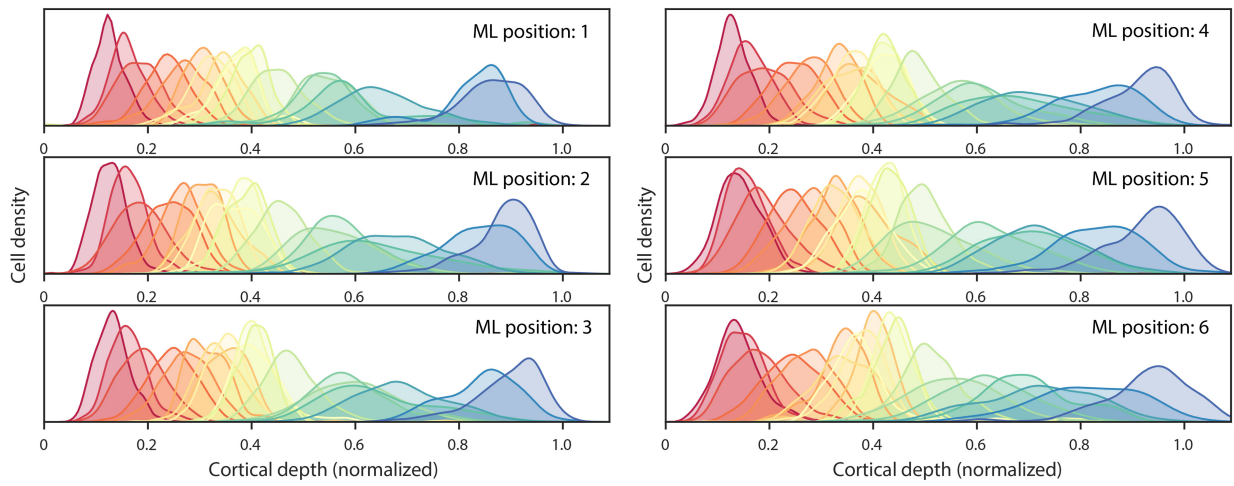 ML position: 1
0 0.2 0.4 0.6 0.8 1.0
ML position: 2
0 0.2 0.4 0.6 0.8 1.0
ML position: 3
0 0.2 0.4 0.6 0.8 1.0
Cell density
Cortical depth (normalized)
ML position: 4
0 0.2 0.4 0.6 0.8 1.0
ML position: 5
0 0.2 0.4 0.6 0.8 1.0
ML position: 6
0 0.2 0.4 0.6 0.8 1.0
Cell density
Cortical depth (normalized)